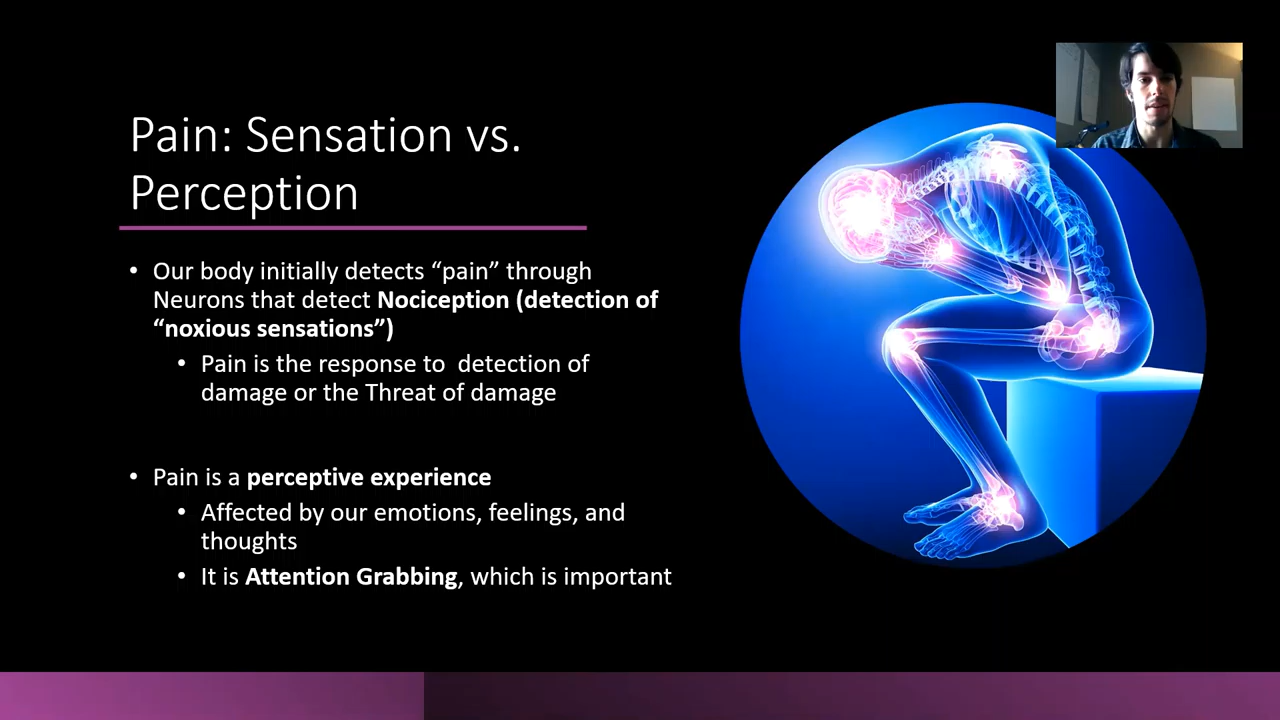 Pain: Sensation vs.
Perception
• Our body initially detects “pain” through
Neurons that detect Nociception (detection of
“noxious sensations”)
• Pain is the response to  detection of
damage or the Threat of damage
• Pain is a perceptive experience
• Affected by our emotions, feelings, and
thoughts
• It is Attention Grabbing, which is important